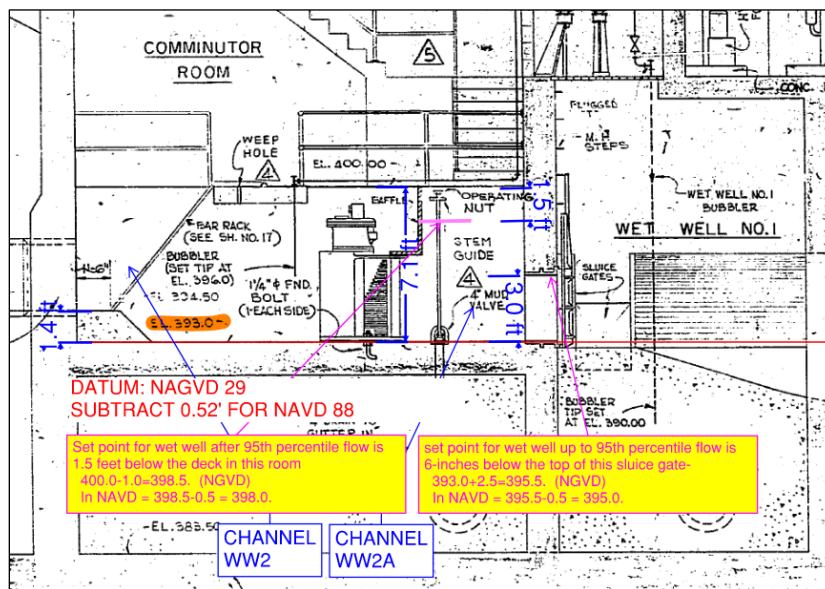 COMMINUTOR
ROOM
5
WEEP
HOLE
4
EL. 400.00
PLUGGED
M.H.
STEPS
CONC.
BAFFLE
OPERATING
NUT
1.5 ft
WET WELL NO.1
BUBBLER
WET WELL NO.1
BAR RACK
(SEE SH. NO.17)
BUBBLER
(SET TIP AT
EL. 396.0)
EL 394.50
1'-6"
1 1/4" ϕ FND.
BOLT
(1-EACH SIDE)
7.1 ft
STEM
GUIDE
4
4" MUD
VALVE
3.0 ft
SLUICE
GATES
EL. 393.0-
DATUM: NAGVD 29
SUBTRACT 0.52' FOR NAVD 88
BUBBLER
TIP SET
AT EL. 390.00
GUTTER IN
Set point for wet well after 95th percentile flow is
1.5 feet below the deck in this room
400.0-1.0=398.5. (NGVD)
In NAVD = 398.5-0.5 = 398.0.
set point for wet well up to 95th percentile flow is
6-inches below the top of this sluice gate-
393.0+2.5=395.5. (NGVD)
In NAVD = 395.5-0.5 = 395.0.
-EL.383.50
CHANNEL
WW2
CHANNEL
WW2A